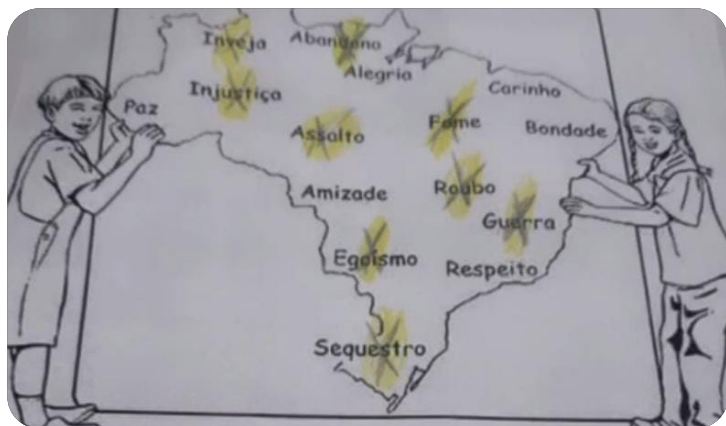 Inveja Abandono
Alegria
Injustiça Carinho
Paz
Assalto Fome Bondade
Amizade Roubo
Guerra
Egoísmo Respeito
Sequestro